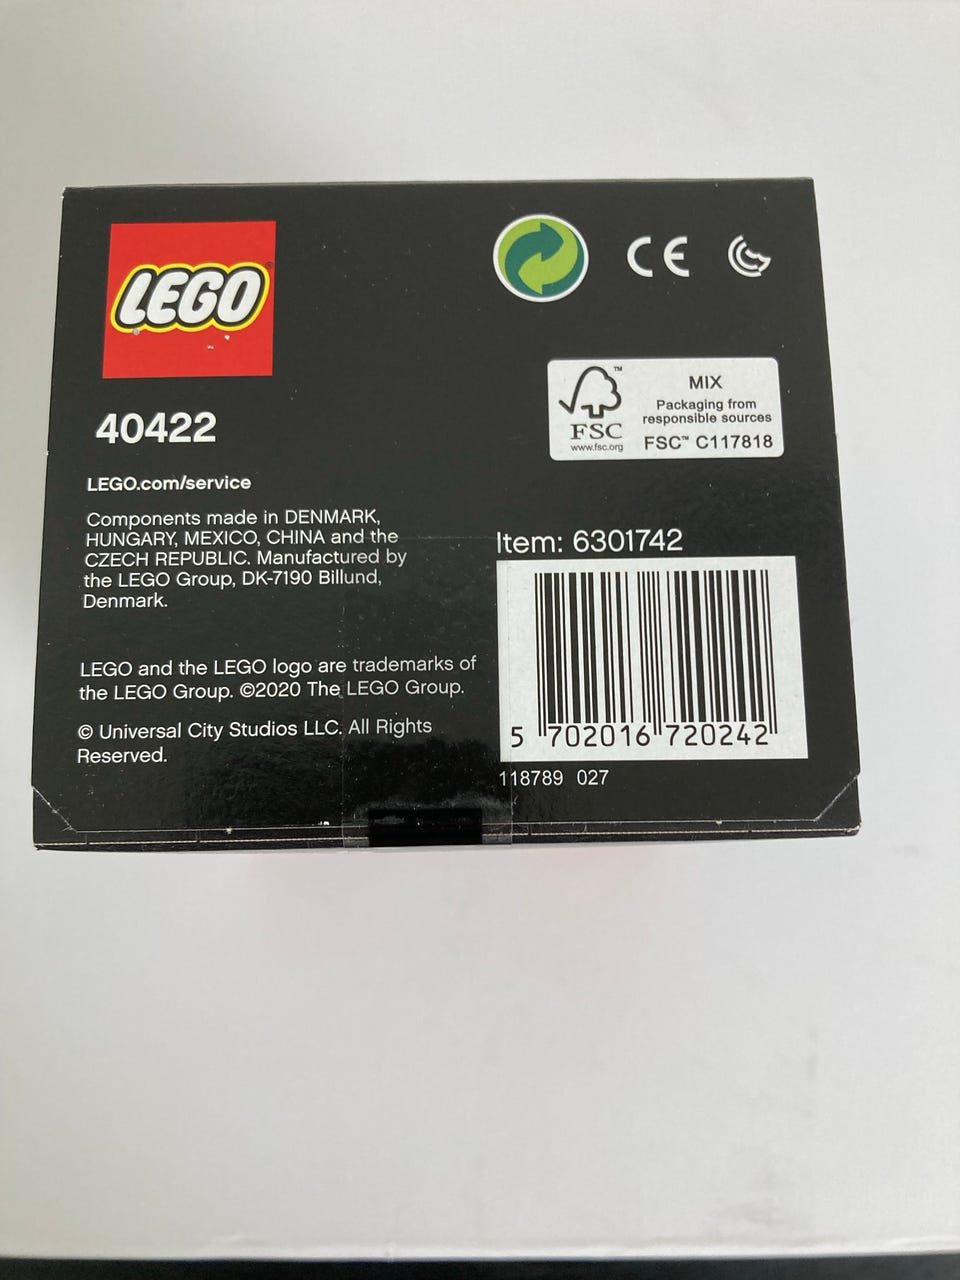 LEGO®
40422
LEGO.com/service
Components made in DENMARK,
HUNGARY, MEXICO, CHINA and the
CZECH REPUBLIC. Manufactured by
the LEGO Group, DK-7190 Billund,
Denmark.
LEGO and the LEGO logo are trademarks of
the LEGO Group. ©2020 The LEGO Group.
© Universal City Studios LLC. All Rights
Reserved.
CE
FSC™
www.fsc.org
MIX
Packaging from
responsible sources
FSC™ C117818
Item: 6301742
5 702016 720242
118789 027